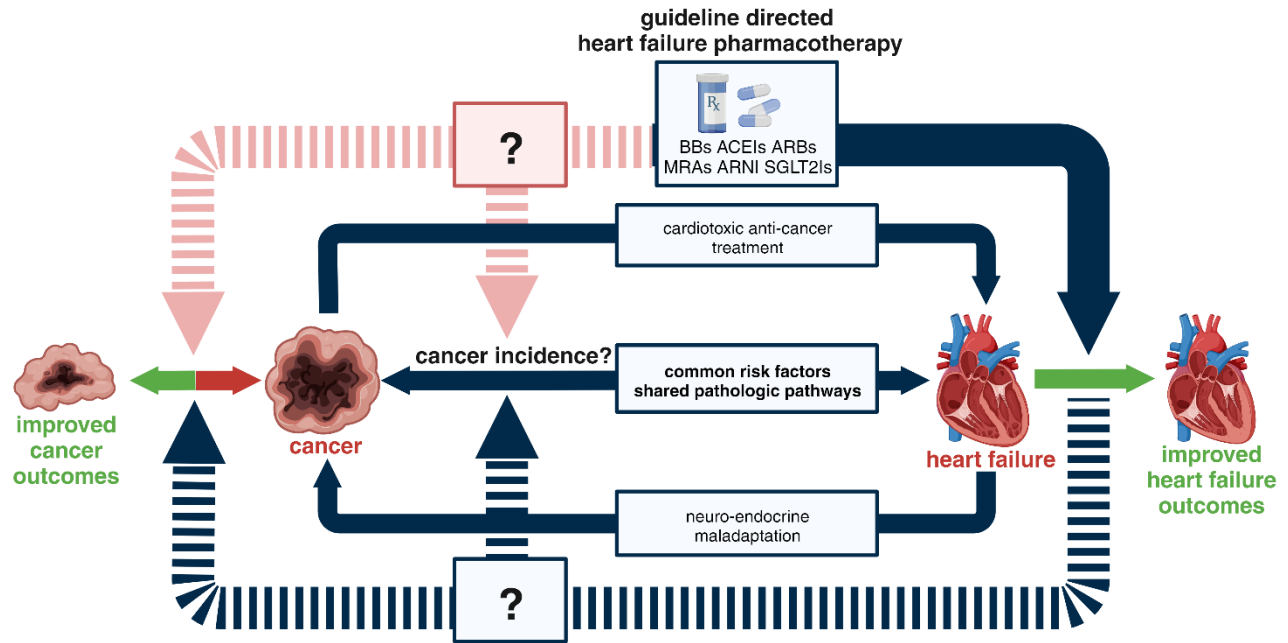 guideline directed
heart failure pharmacotherapy
Rx
BBs ACEIs ARBs
MRAs ARNI SGLT2Is
?
cardiotoxic anti-cancer
treatment
cancer incidence?
common risk factors
shared pathologic pathways
improved
cancer
outcomes
cancer
heart failure
improved
heart failure
outcomes
neuro-endocrine
maladaptation
?